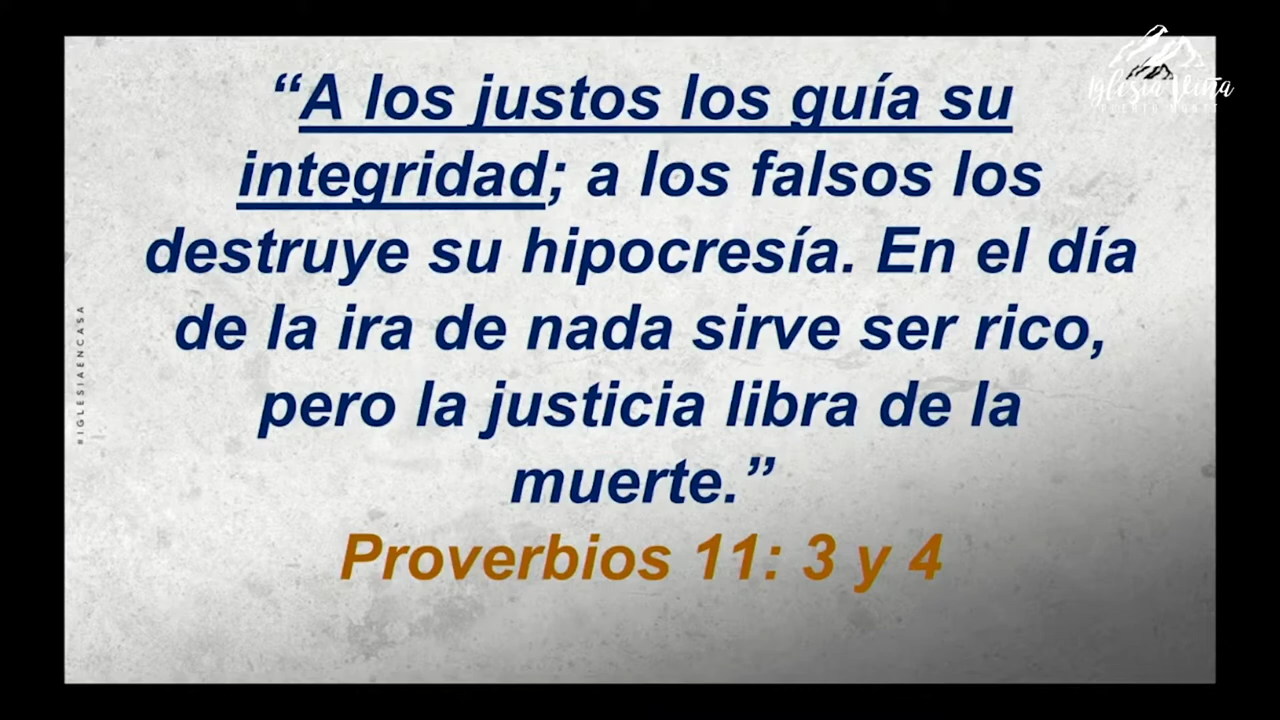 “A los justos los guía su
integridad; a los falsos los
destruye su hipocresía. En el día
de la ira de nada sirve ser rico,
pero la justicia libra de la
muerte.”
Proverbios 11: 3 y 4
#IGLESIAENCASA
Iglesia Viña